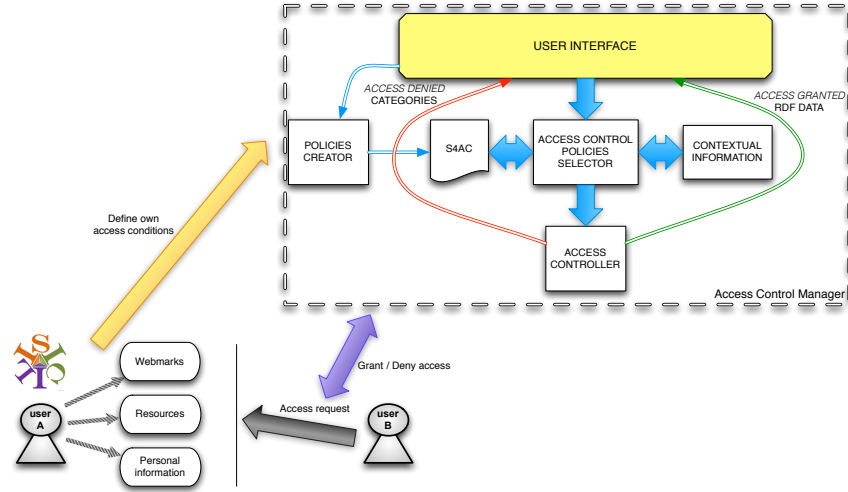 USER INTERFACE
ACCESS DENIED
CATEGORIES
ACCESS GRANTED
RDF DATA
POLICIES
CREATOR
S4AC
ACCESS CONTROL
POLICIES
SELECTOR
CONTEXTUAL
INFORMATION
ACCESS
CONTROLLER
Access Control Manager
Define own
access conditions
Grant / Deny access
Access request
Webmarks
Resources
Personal
information
user
A
user
B